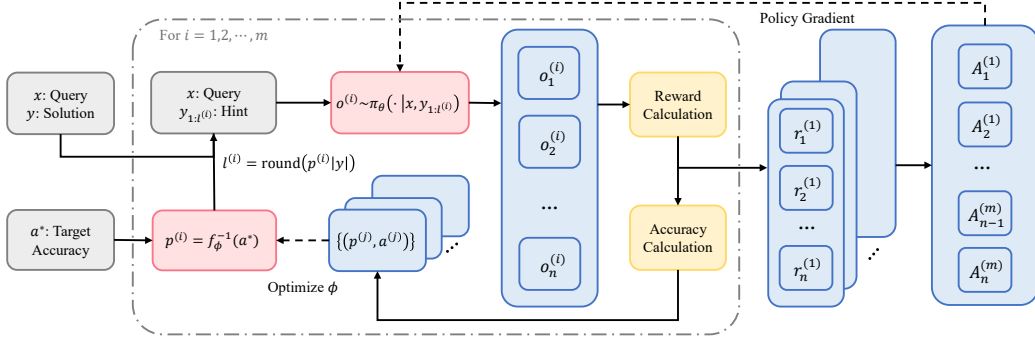 Policy Gradient
For i = 1,2, ⋯ , m
x: Query
y: Solution
x: Query
y_{1:l^{(i)}}: Hint
o^{(i)}~π_θ(· |x, y_{1:l^{(i)}})
l^{(i)} = round(p^{(i)}|y|)
a*: Target
Accuracy
p^{(i)} = f_ϕ^{-1}(a*)
Optimize ϕ
{(p^{(j)}, a^{(j)})}
...
o_1^{(i)}
o_2^{(i)}
...
o_n^{(i)}
Reward
Calculation
Accuracy
Calculation
r_1^{(1)}
r_2^{(1)}
...
r_n^{(1)}
...
A_1^{(1)}
A_2^{(1)}
...
A_{n-1}^{(m)}
A_n^{(m)}